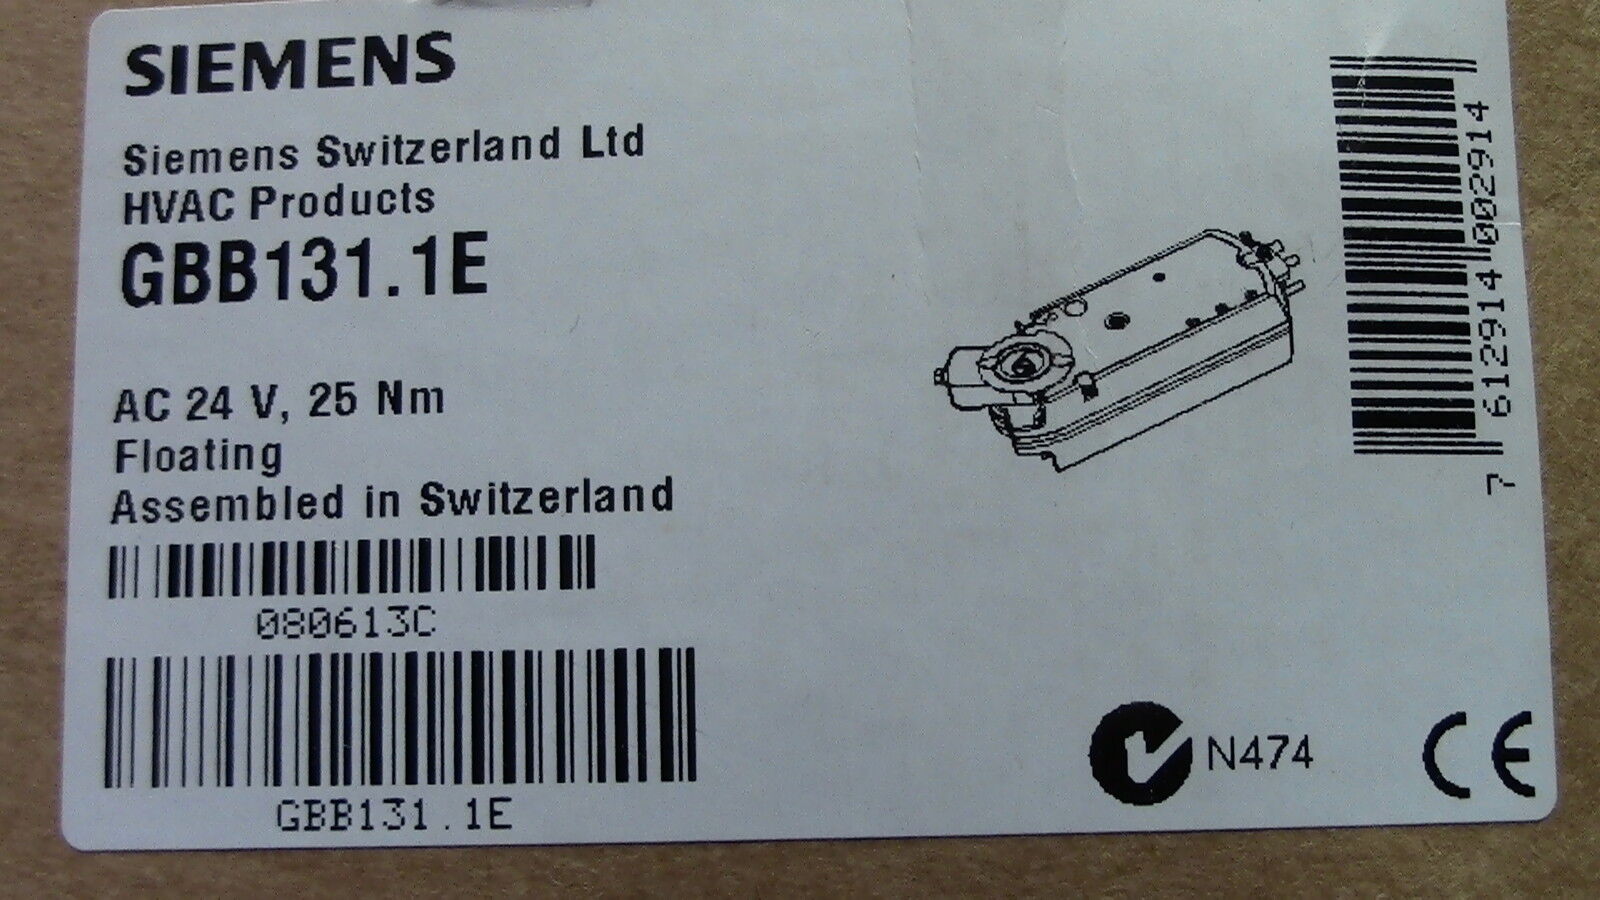 SIEMENS
Siemens Switzerland Ltd
HVAC Products
GBB131.1E
AC 24 V, 25 Nm
Floating
Assembled in Switzerland
080613C
GBB131.1E
7 612914 002914
N474
CE